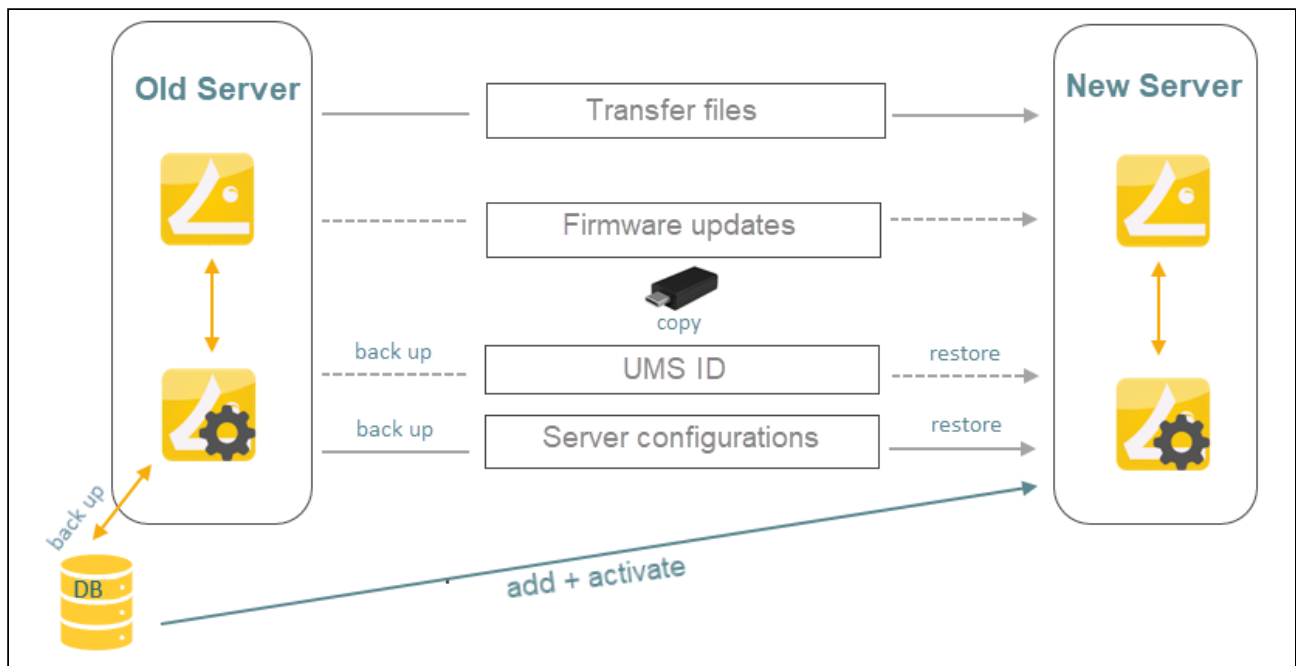 Old Server
New Server
Transfer files
Firmware updates
copy
back up
UMS ID
restore
back up
Server configurations
restore
back up
DB
add + activate